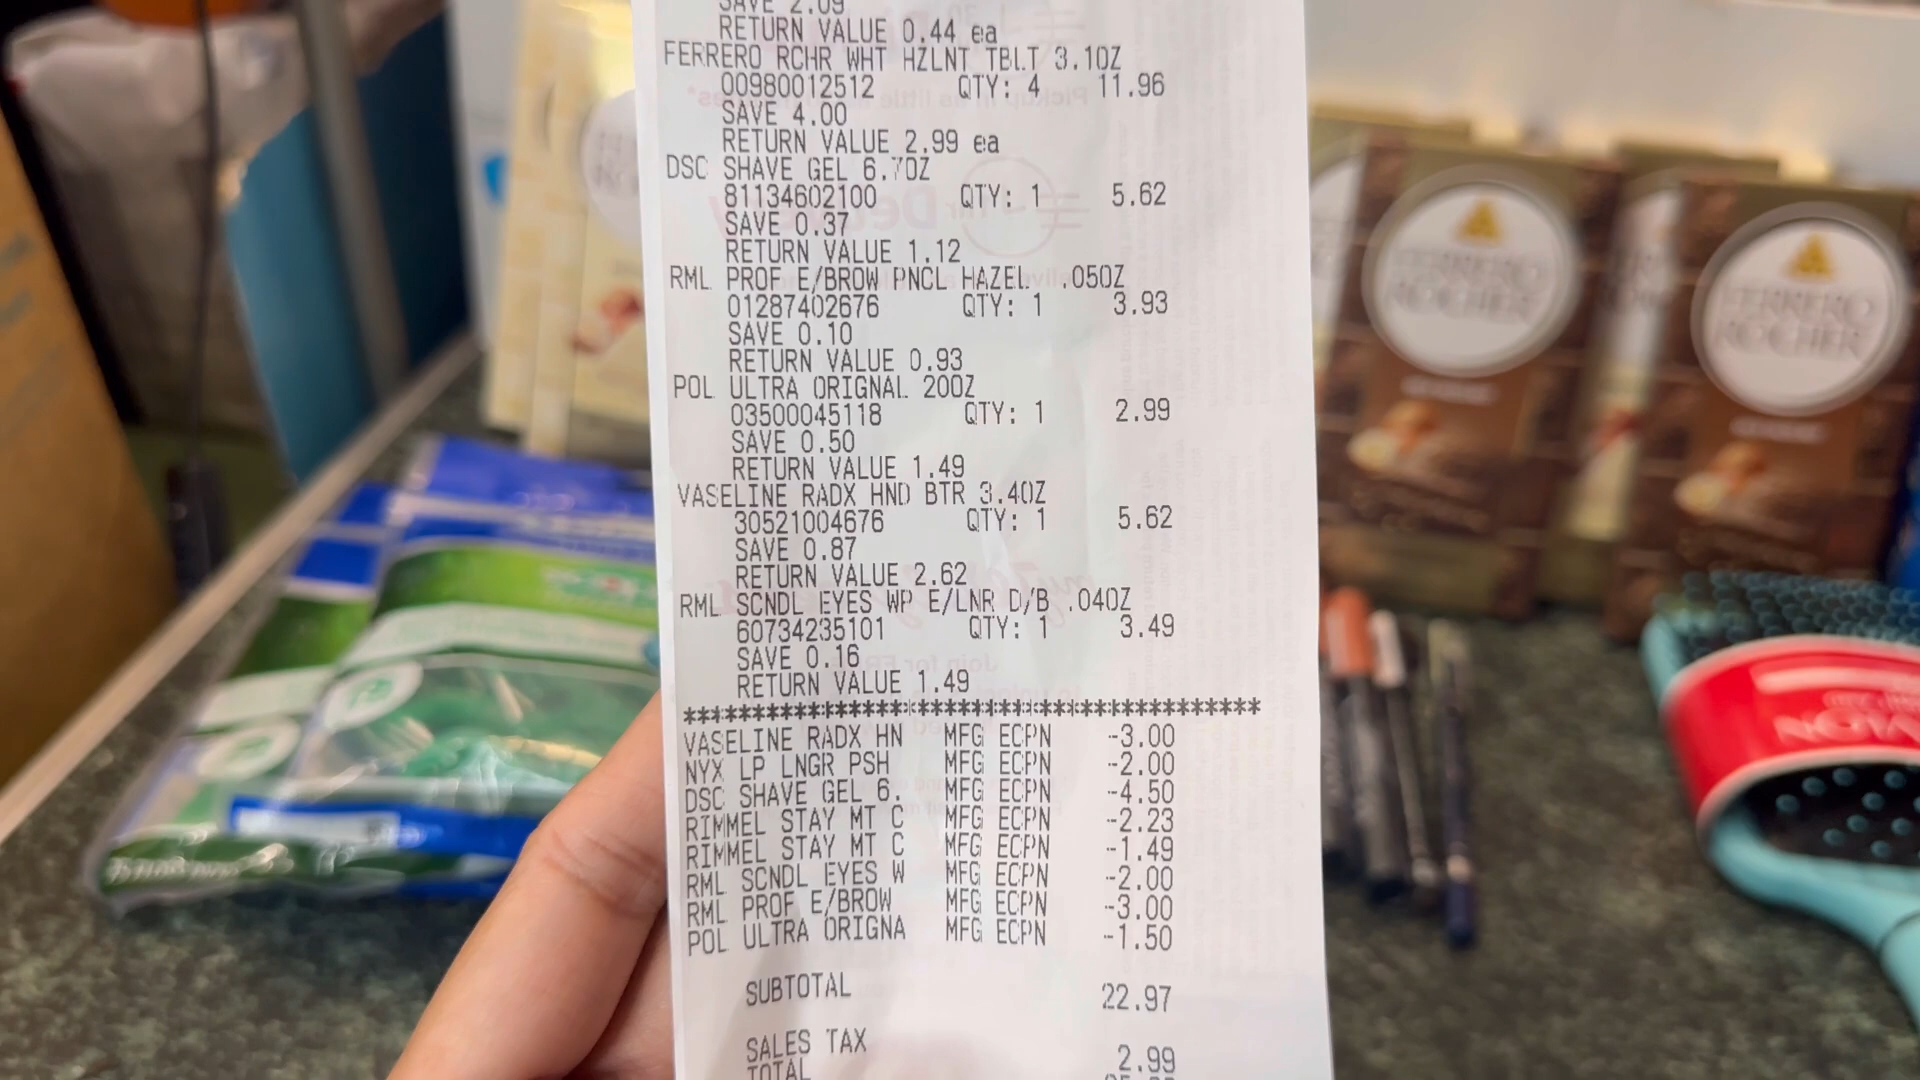 SAVE 2.09
RETURN VALUE 0.44 ea
FERRERO RCHR WHT HZLNT TBLT 3.1OZ
00980012512 QTY: 4 11.96
SAVE 4.00
RETURN VALUE 2.99 ea
DSC SHAVE GEL 6.7OZ
81134602100 QTY: 1 5.62
SAVE 0.37
RETURN VALUE 1.12
RML PROF E/BROW PNCL HAZEL .05OZ
01287402676 QTY: 1 3.93
SAVE 0.10
RETURN VALUE 0.93
POL ULTRA ORIGNAL 20OZ
03500045118 QTY: 1 2.99
SAVE 0.50
RETURN VALUE 1.49
VASELINE RADX HND BTR 3.4OZ
30521004676 QTY: 1 5.62
SAVE 0.87
RETURN VALUE 2.62
RML SCNDL EYES WP E/LNR D/B .04OZ
60734235101 QTY: 1 3.49
SAVE 0.16
RETURN VALUE 1.49
******************************************
VASELINE RADX HN MFG ECPN -3.00
NYX LP LNGR PSH MFG ECPN -2.00
DSC SHAVE GEL 6. MFG ECPN -4.50
RIMMEL STAY MT C MFG ECPN -2.23
RIMMEL STAY MT C MFG ECPN -1.49
RML SCNDL EYES W MFG ECPN -2.00
RML PROF E/BROW MFG ECPN -3.00
POL ULTRA ORIGNA MFG ECPN -1.50
SUBTOTAL 22.97
SALES TAX 2.99
TOTAL
FERRERO
ROCHER
FERRERO
ROCHER